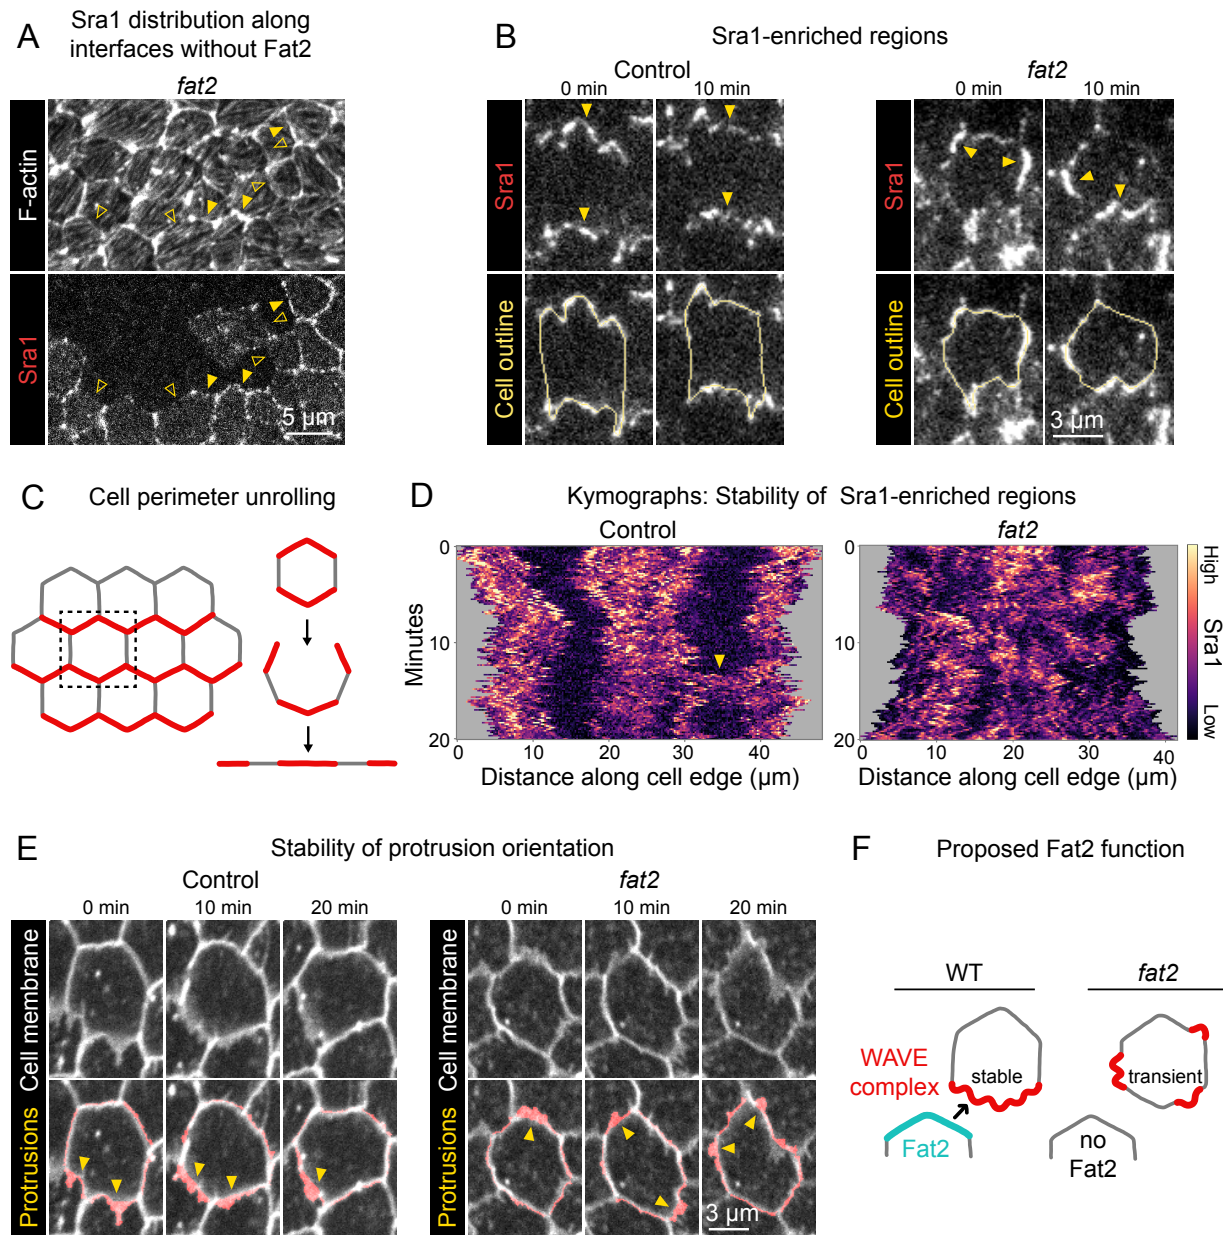 A
Sra1 distribution along
interfaces without Fat2
fat2
F-actin
Sra1
5 µm
B
Sra1-enriched regions
Control
fat2
0 min
10 min
0 min
10 min
Sra1
Cell outline
Sra1
Cell outline
3 µm
C
Cell perimeter unrolling
D
Kymographs: Stability of Sra1-enriched regions
Control
fat2
Minutes
0
10
20
0
10
20
30
40
Distance along cell edge (µm)
0
10
20
0
10
20
30
40
Distance along cell edge (µm)
High
Sra1
Low
E
Stability of protrusion orientation
Control
fat2
0 min
10 min
20 min
0 min
10 min
20 min
Cell membrane
Protrusions
Cell membrane
Protrusions
3 µm
F
Proposed Fat2 function
WT
fat2
WAVE
complex
stable
transient
Fat2
no
Fat2